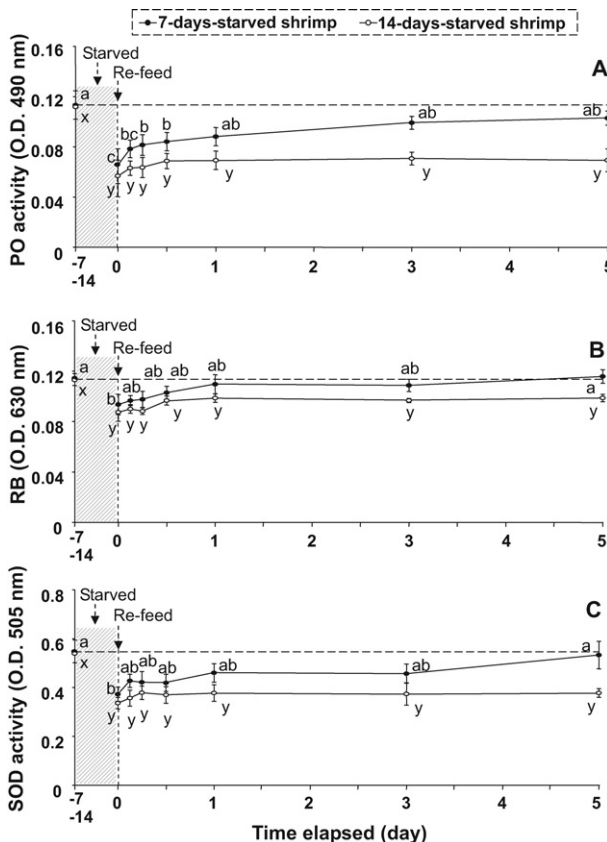 7-days-starved shrimp 14-days-starved shrimp
Starved
Re-feed
A
PO activity (O.D. 490 nm)
0.16
0.12
0.08
0.04
0
a
x
c bc b b ab ab ab
y y y y y y y
-7 0 1 2 3 4 5
-14
Starved
Re-feed
B
RB (O.D. 630 nm)
0.16
0.12
0.08
0.04
0
a
x
b ab ab ab ab ab a
y y y y y y y
-7 0 1 2 3 4 5
-14
Starved
Re-feed
C
SOD activity (O.D. 505 nm)
0.8
0.6
0.4
0.2
0
a
x
b ab ab ab ab ab a
y y y y y y y
-7 0 1 2 3 4 5
-14
Time elapsed (day)